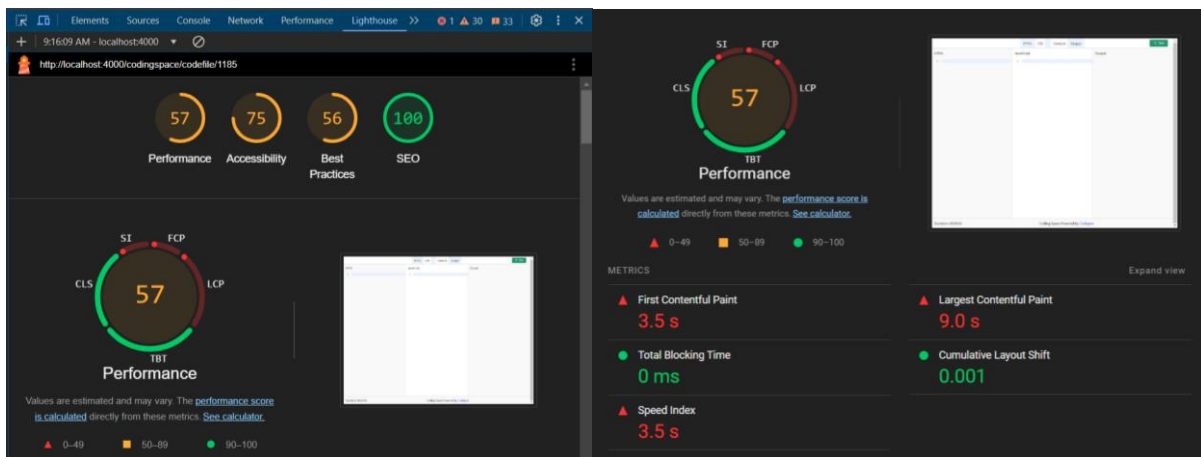 Elements Sources Console Network Performance Lighthouse 1 30 33
9:16:09 AM - localhost:4000
http://localhost:4000/codingspace/codefile/1185
57 75 56 100
Performance Accessibility Best Practices SEO
SI FCP
CLS LCP
57
TBT
Performance
Values are estimated and may vary. The performance score
is calculated directly from these metrics. See calculator.
0–49 50–89 90–100
SI FCP
CLS LCP
57
TBT
Performance
Values are estimated and may vary. The performance score is
calculated directly from these metrics. See calculator.
0–49 50–89 90–100
METRICS Expand view
First Contentful Paint
3.5 s
Largest Contentful Paint
9.0 s
Total Blocking Time
0 ms
Cumulative Layout Shift
0.001
Speed Index
3.5 s